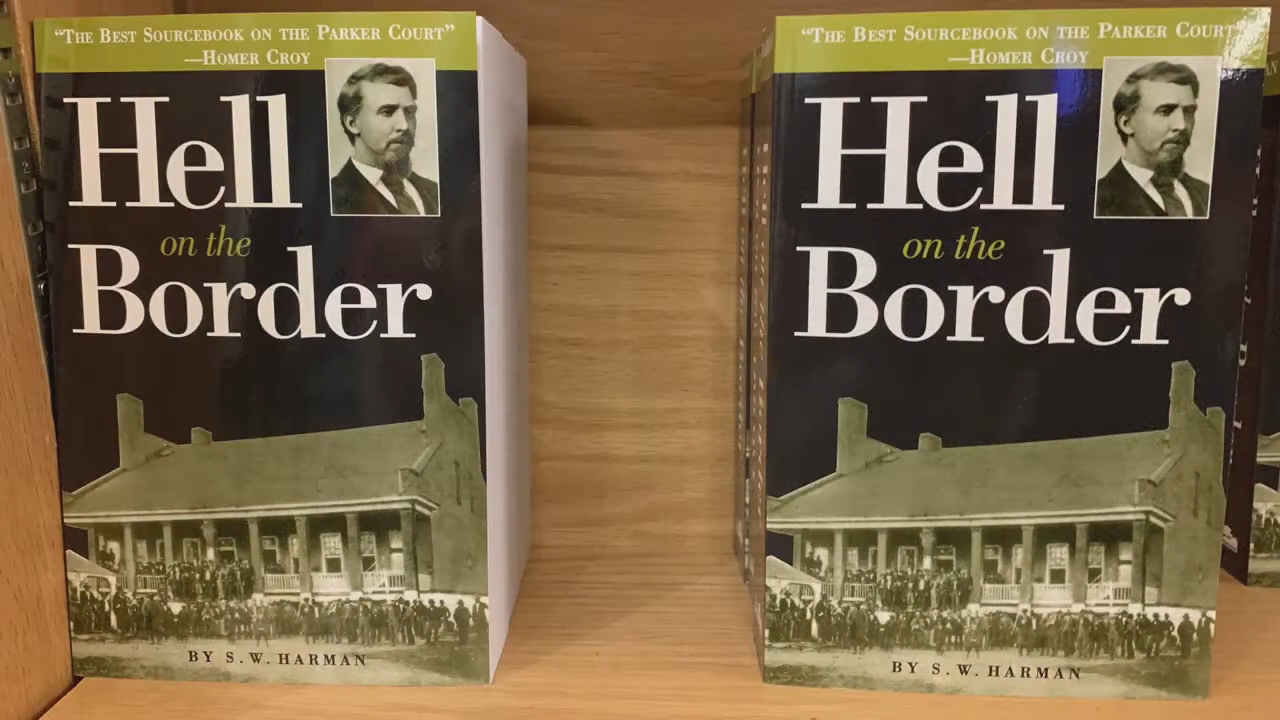 “THE BEST SOURCEBOOK ON THE PARKER COURT”
—HOMER CROY
Hell
on the
Border
BY S.W. HARMAN
“THE BEST SOURCEBOOK ON THE PARKER COURT”
—HOMER CROY
Hell
on the
Border
BY S.W. HARMAN